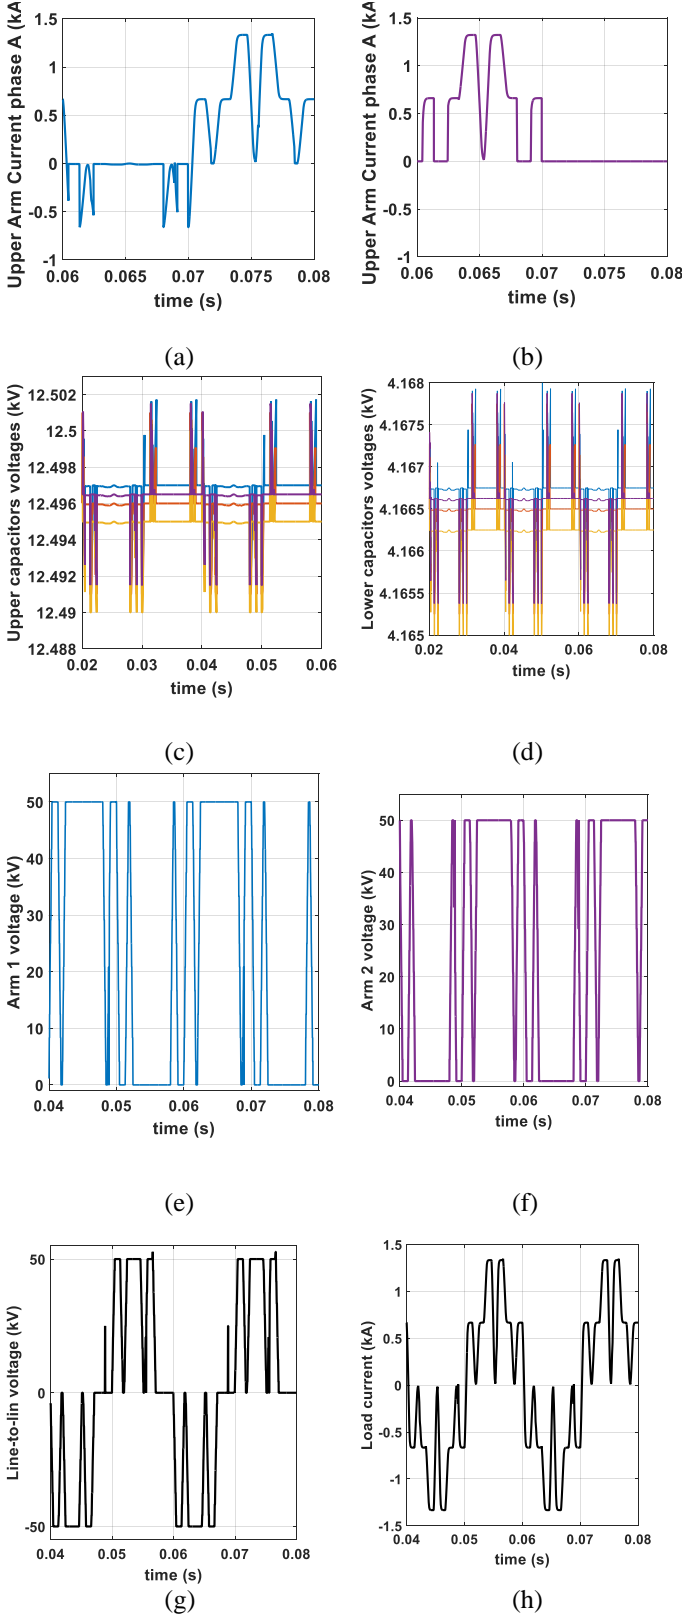 Upper Arm Current phase A (kA
1.5
1
0.5
0
-0.5
-1
0.06 0.065 0.07 0.075 0.08
time (s)
(a)
Upper Arm Current phase A (kA
1.5
1
0.5
0
-0.5
-1
0.06 0.065 0.07 0.075 0.08
time (s)
(b)
Upper capacitors voltages (kV)
12.502
12.5
12.498
12.496
12.494
12.492
12.49
12.488
0.02 0.03 0.04 0.05 0.06
time (s)
(c)
Lower capacitors voltages (kV)
4.168
4.1675
4.167
4.1665
4.166
4.1655
4.165
0.02 0.04 0.06 0.08
time (s)
(d)
Arm 1 voltage (kV)
50
40
30
20
10
0
0.04 0.05 0.06 0.07 0.08
time (s)
(e)
Arm 2 voltage (kV)
50
40
30
20
10
0
0.04 0.05 0.06 0.07 0.08
time (s)
(f)
Line-to-lin voltage (kV)
50
0
-50
0.04 0.05 0.06 0.07 0.08
time (s)
(g)
Load current (kA)
1.5
1
0.5
0
-0.5
-1
-1.5
0.04 0.05 0.06 0.07 0.08
time (s)
(h)